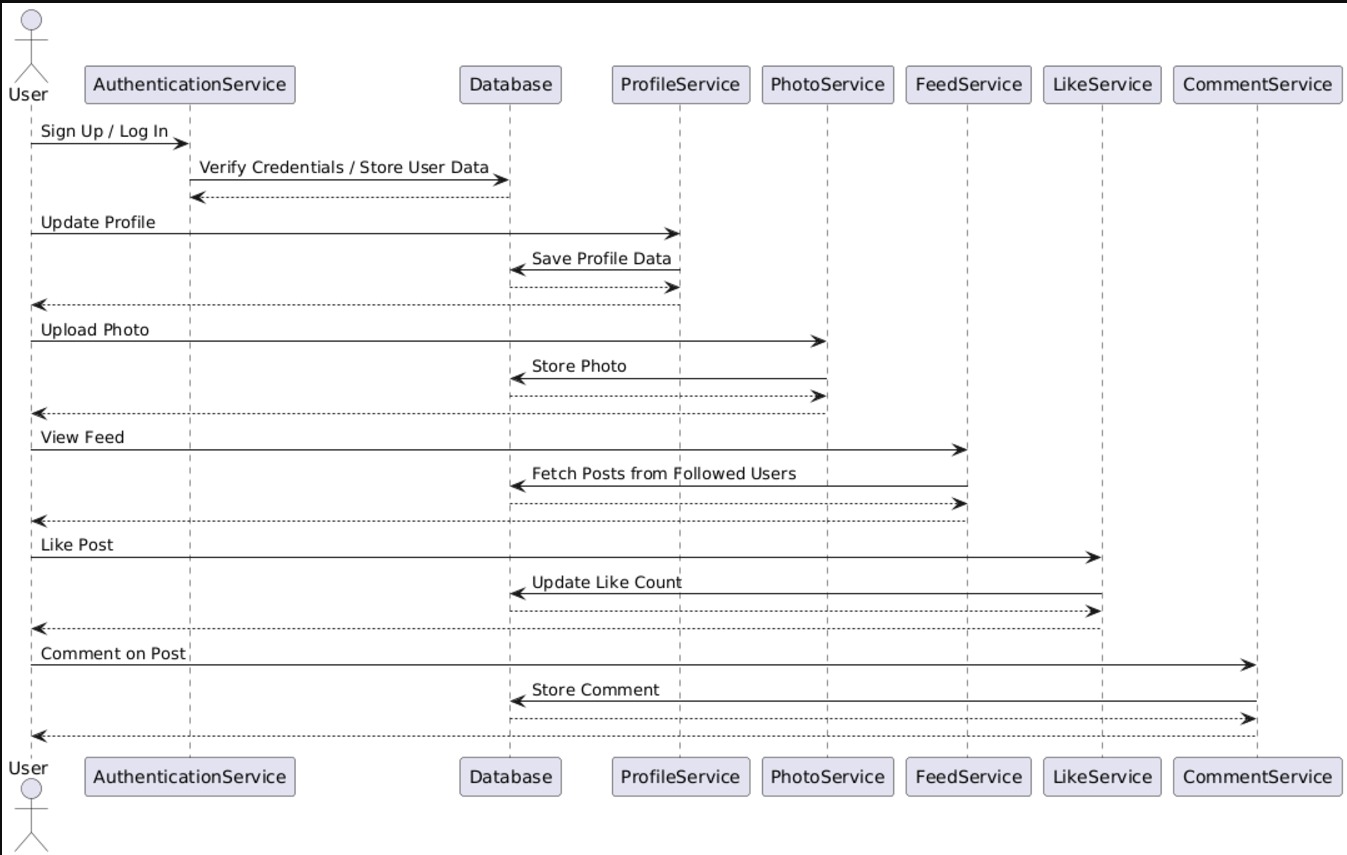 User
AuthenticationService
Database
ProfileService
PhotoService
FeedService
LikeService
CommentService
Sign Up / Log In
Verify Credentials / Store User Data
Update Profile
Save Profile Data
Upload Photo
Store Photo
View Feed
Fetch Posts from Followed Users
Like Post
Update Like Count
Comment on Post
Store Comment
User
AuthenticationService
Database
ProfileService
PhotoService
FeedService
LikeService
CommentService